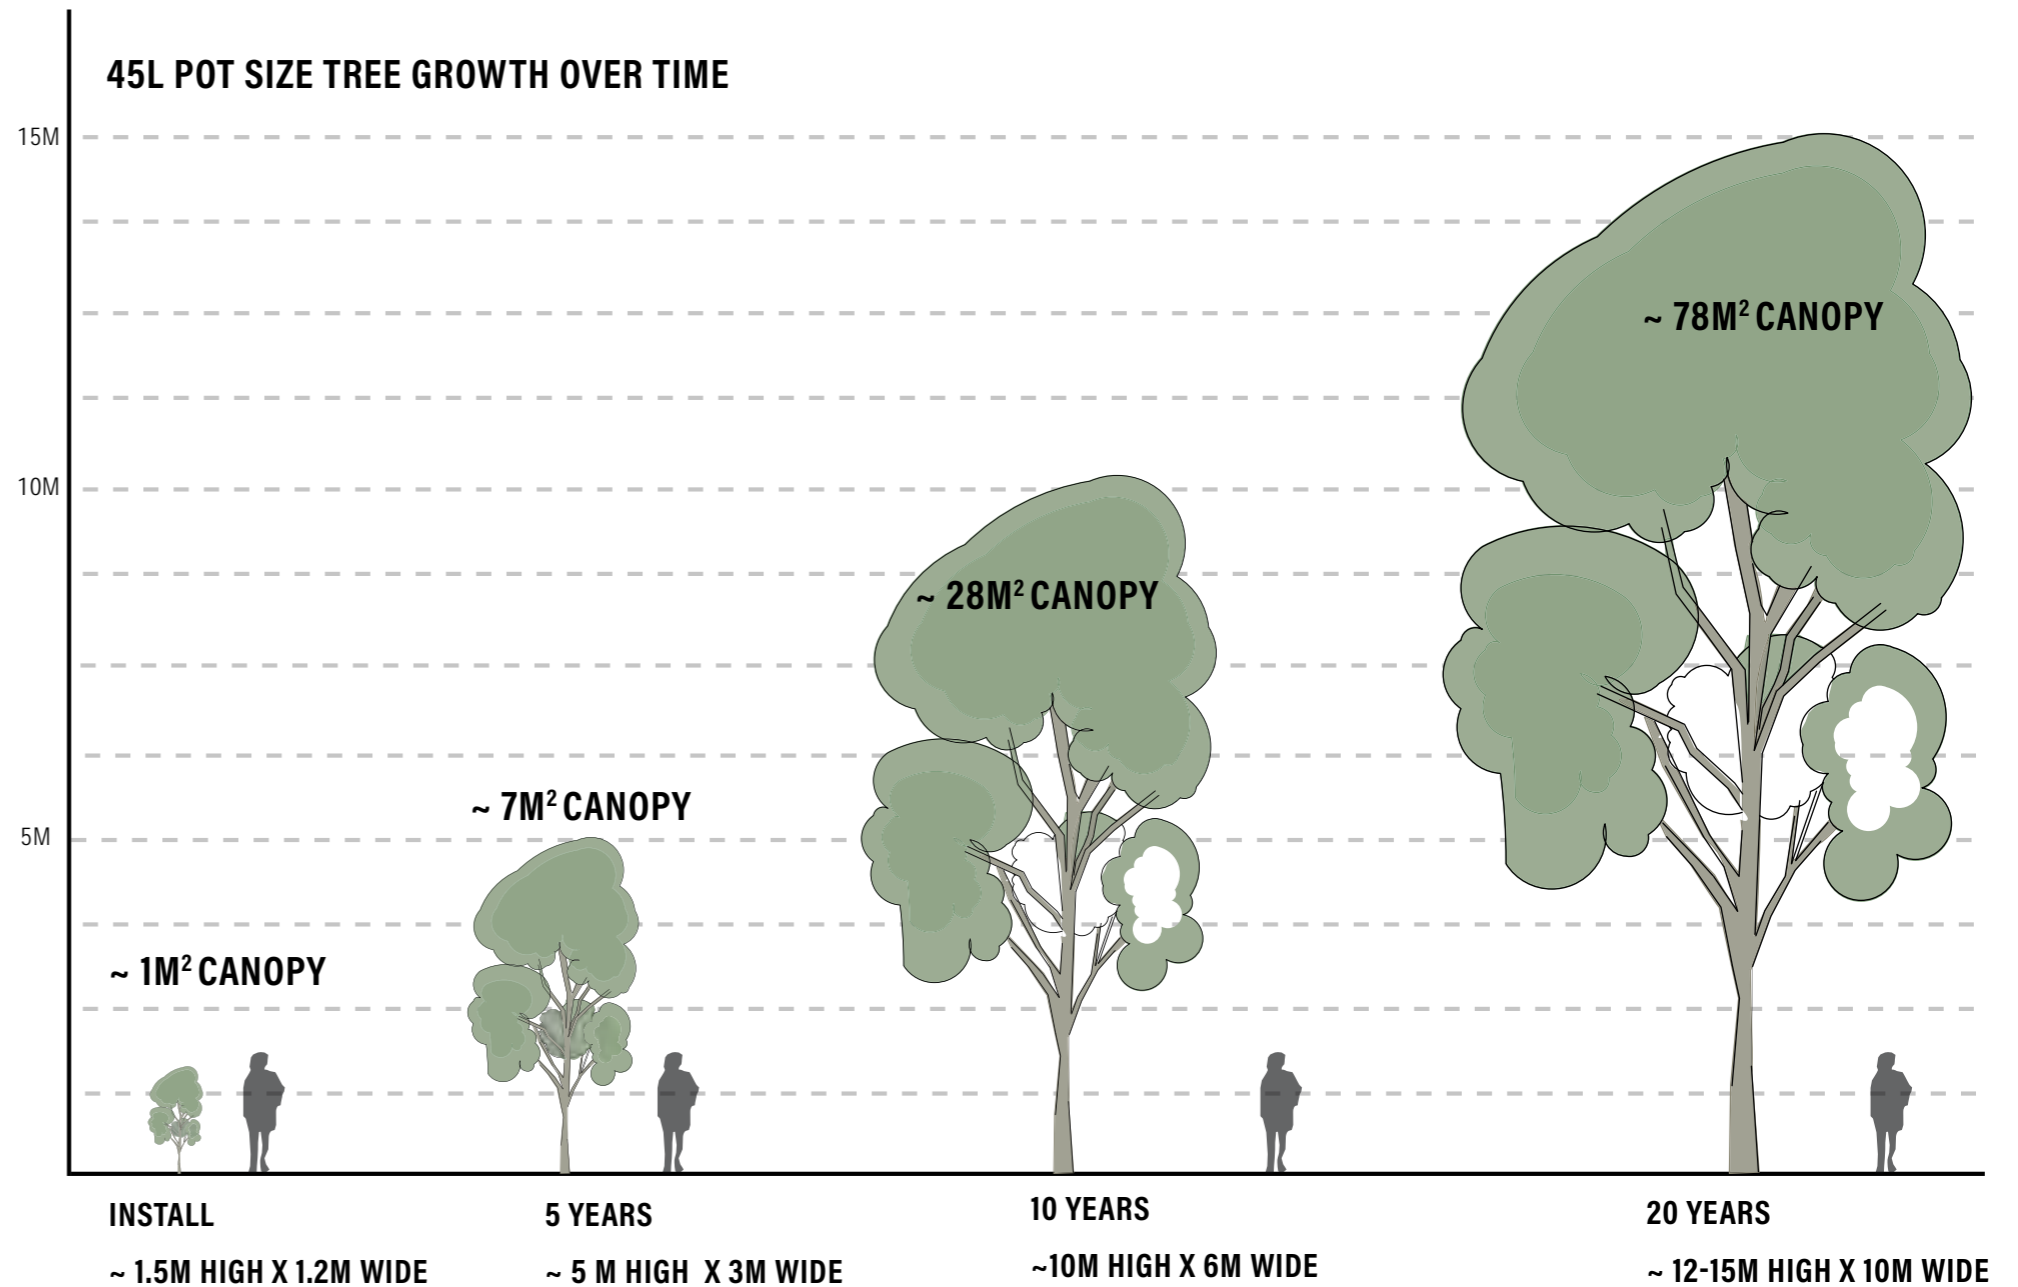 45L POT SIZE TREE GROWTH OVER TIME
15M
~ 78M² CANOPY
10M
~ 28M² CANOPY
~ 7M² CANOPY
5M
~ 1M² CANOPY
INSTALL
~ 1.5M HIGH X 1.2M WIDE
5 YEARS
~ 5 M HIGH X 3M WIDE
10 YEARS
~10M HIGH X 6M WIDE
20 YEARS
~ 12-15M HIGH X 10M WIDE